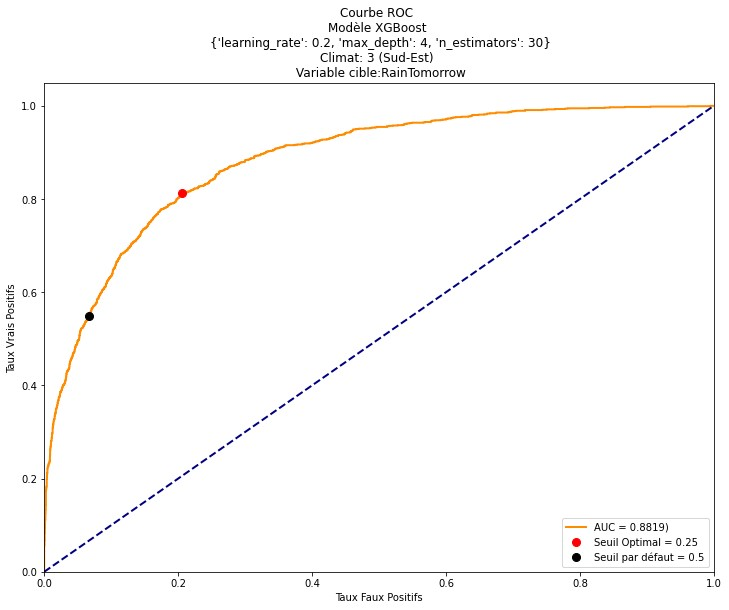 Courbe ROC
Modèle XGBoost
{'learning_rate': 0.2, 'max_depth': 4, 'n_estimators': 30}
Climat: 3 (Sud-Est)
Variable cible:RainTomorrow
1.0
0.8
0.6
0.4
0.2
0.0
Taux Vrais Positifs
AUC = 0.8819)
Seuil Optimal = 0.25
Seuil par défaut = 0.5
0.0 0.2 0.4 0.6 0.8 1.0
Taux Faux Positifs